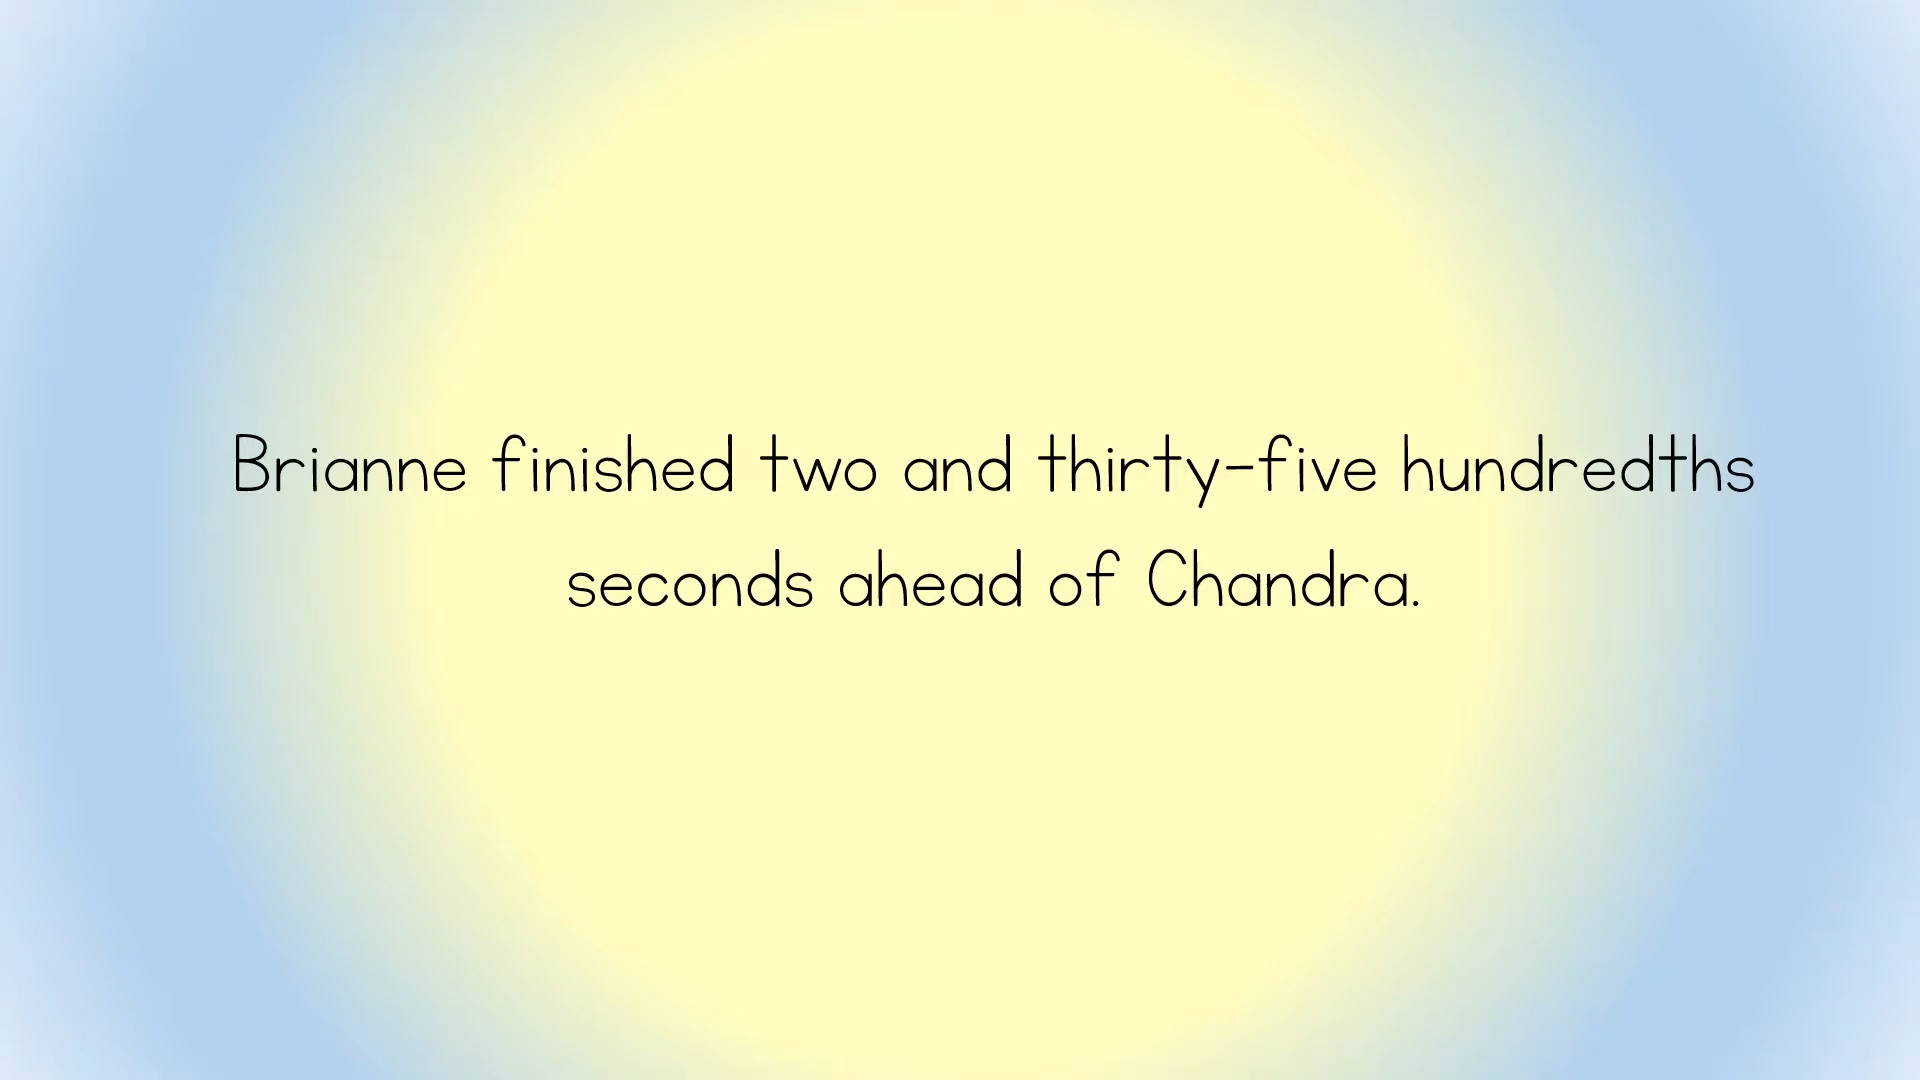 Brianne finished two and thirty-five hundredths
seconds ahead of Chandra.